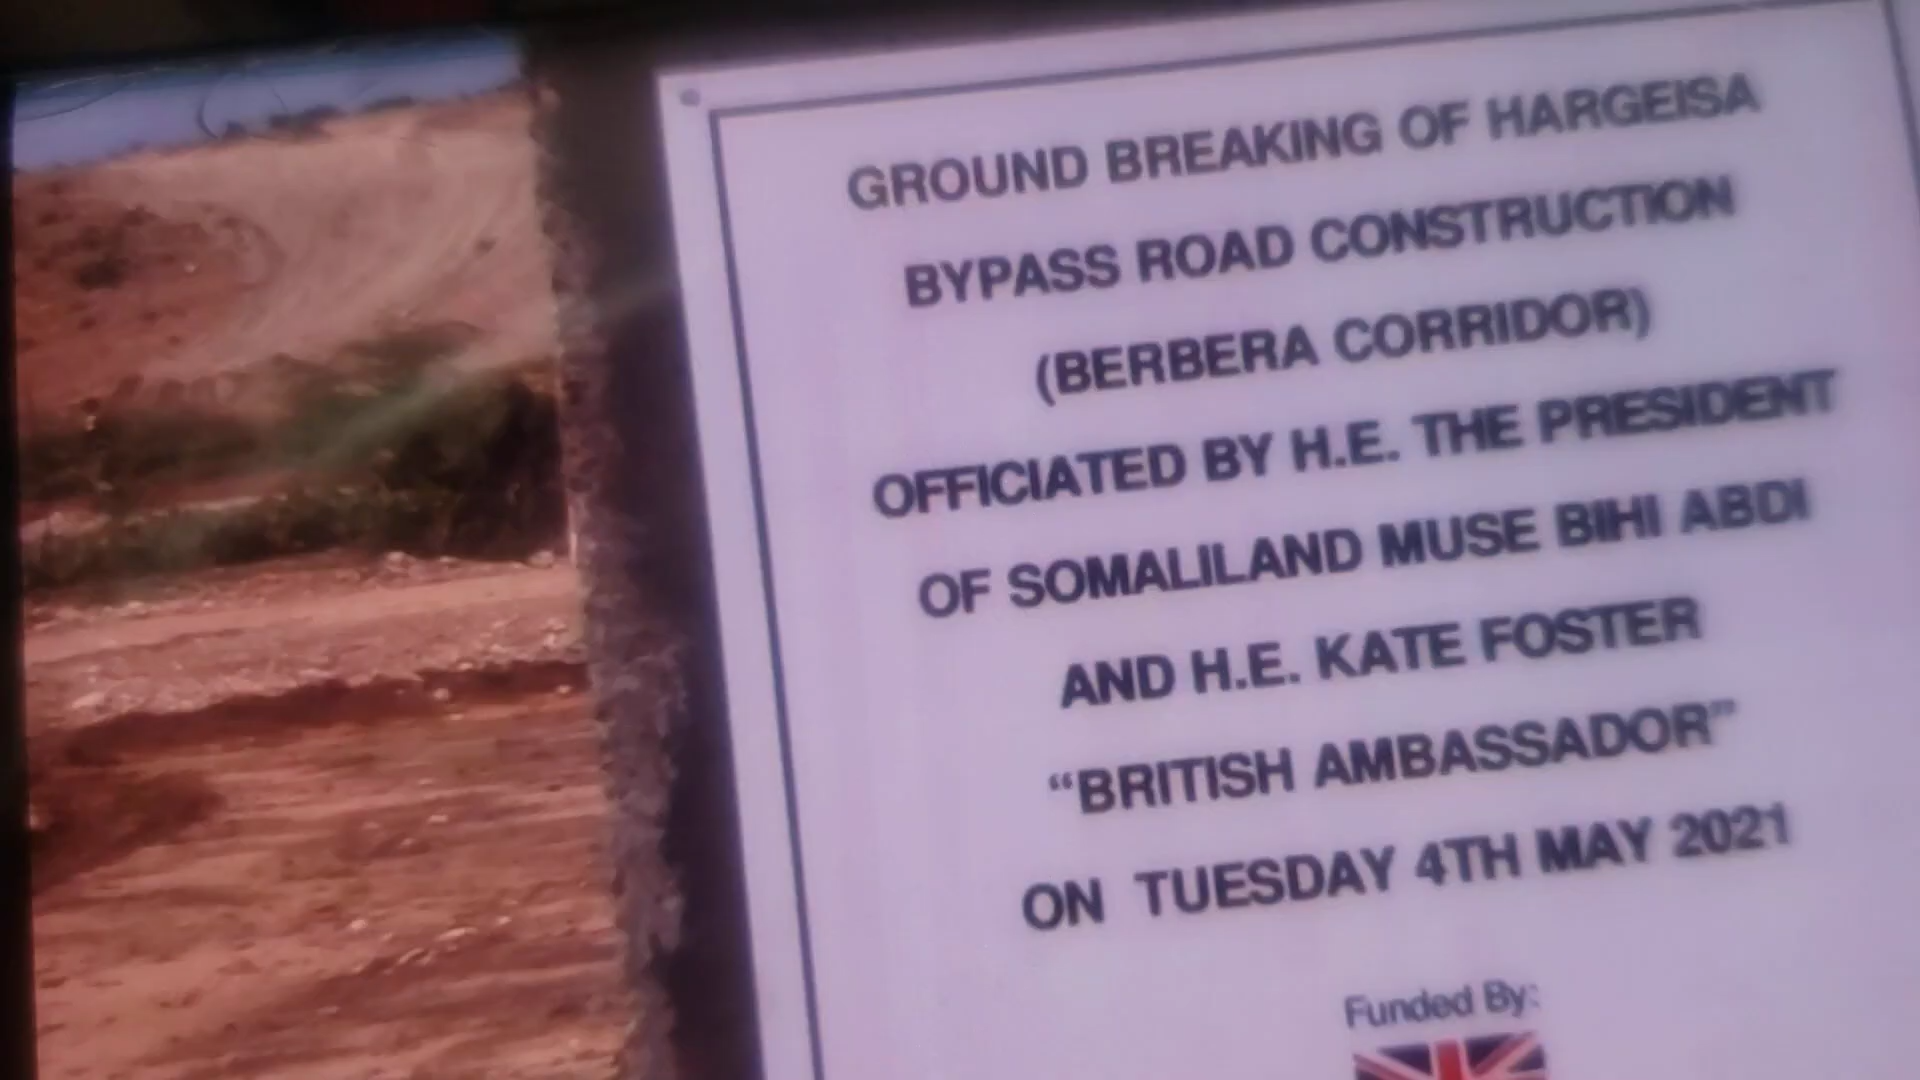 GROUND BREAKING OF HARGEISA
BYPASS ROAD CONSTRUCTION
(BERBERA CORRIDOR)
OFFICIATED BY H.E. THE PRESIDENT
OF SOMALILAND MUSE BIHI ABDI
AND H.E. KATE FOSTER
“BRITISH AMBASSADOR”
ON TUESDAY 4TH MAY 2021
Funded By: